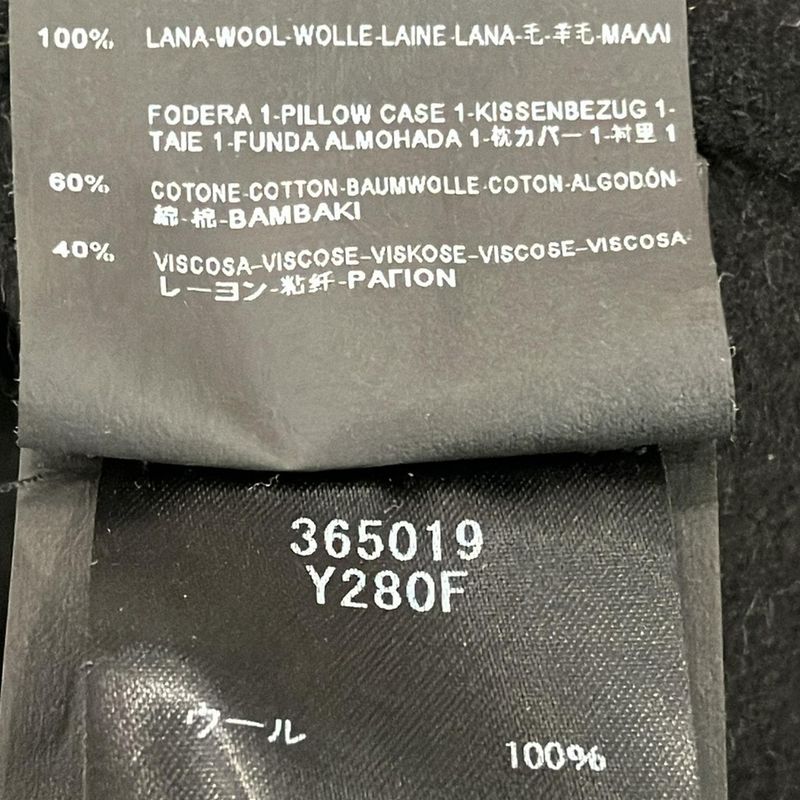 100% LANA-WOOL-WOLLE-LAINE-LANA-毛-羊毛-ΜΑΛΛΙ
FODERA 1-PILLOW CASE 1-KISSENBEZUG 1-
TAIE 1-FUNDA ALMOHADA 1-枕カバー 1-衬里 1
60% COTONE-COTTON-BAUMWOLLE-COTON-ALGODÓN-
綿-棉-BAMBAKI
40% VISCOSA-VISCOSE-VISKOSE-VISCOSE-VISCOSA-
レーヨン-粘纤-ΡΑΓΙΟΝ
365019
Y280F
ウール 100%